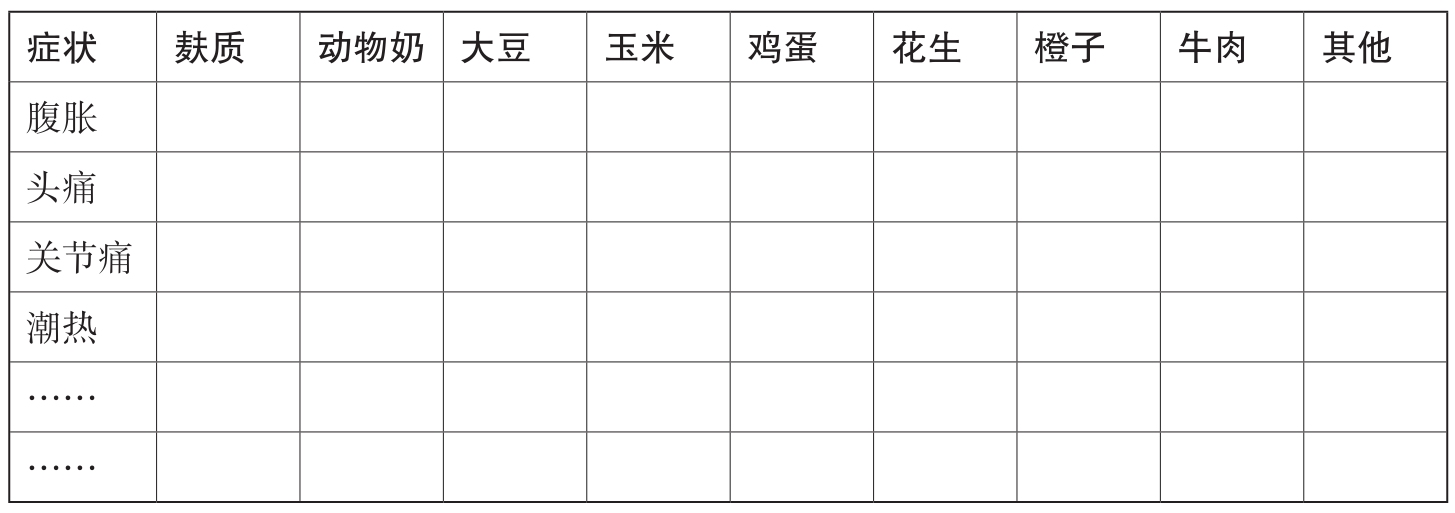 症状 麸质 动物奶 大豆 玉米 鸡蛋 花生 橙子 牛肉 其他
腹胀
头痛
关节痛
潮热
……
……